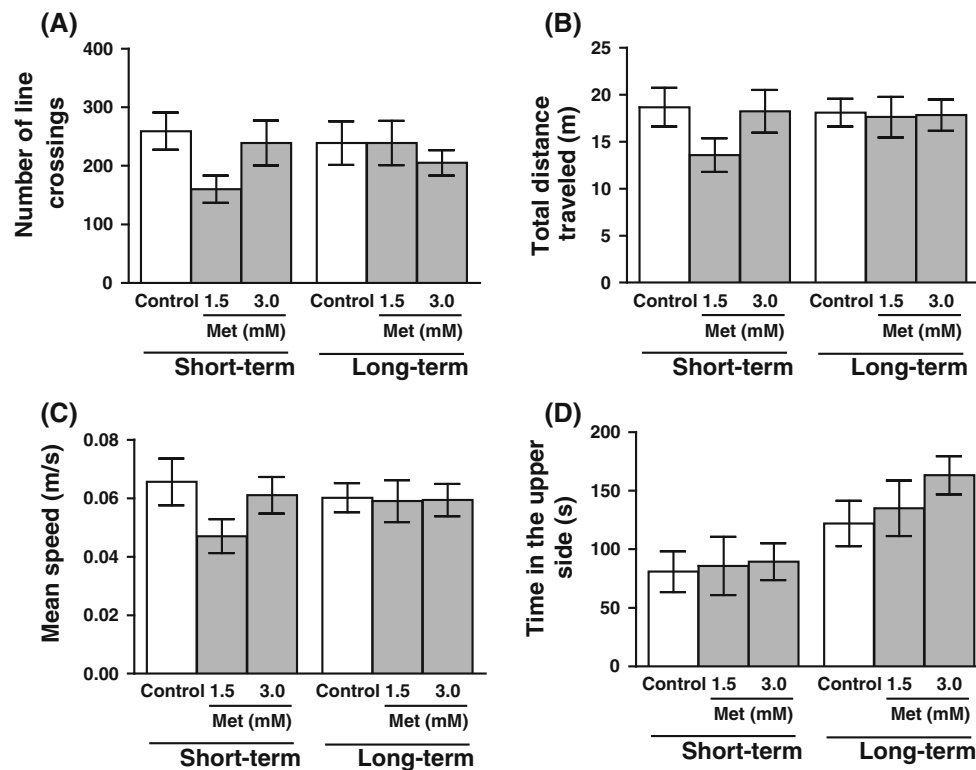 (A)
Number of line
crossings
400
300
200
100
0
Control 1.5 3.0
Met (mM)
Short-term
Control 1.5 3.0
Met (mM)
Long-term
(B)
Total distance
traveled (m)
25
20
15
10
5
0
Control 1.5 3.0
Met (mM)
Short-term
Control 1.5 3.0
Met (mM)
Long-term
(C)
Mean speed (m/s)
0.08
0.06
0.04
0.02
0.00
Control 1.5 3.0
Met (mM)
Short-term
Control 1.5 3.0
Met (mM)
Long-term
(D)
Time in the upper
side (s)
200
150
100
50
0
Control 1.5 3.0
Met (mM)
Short-term
Control 1.5 3.0
Met (mM)
Long-term